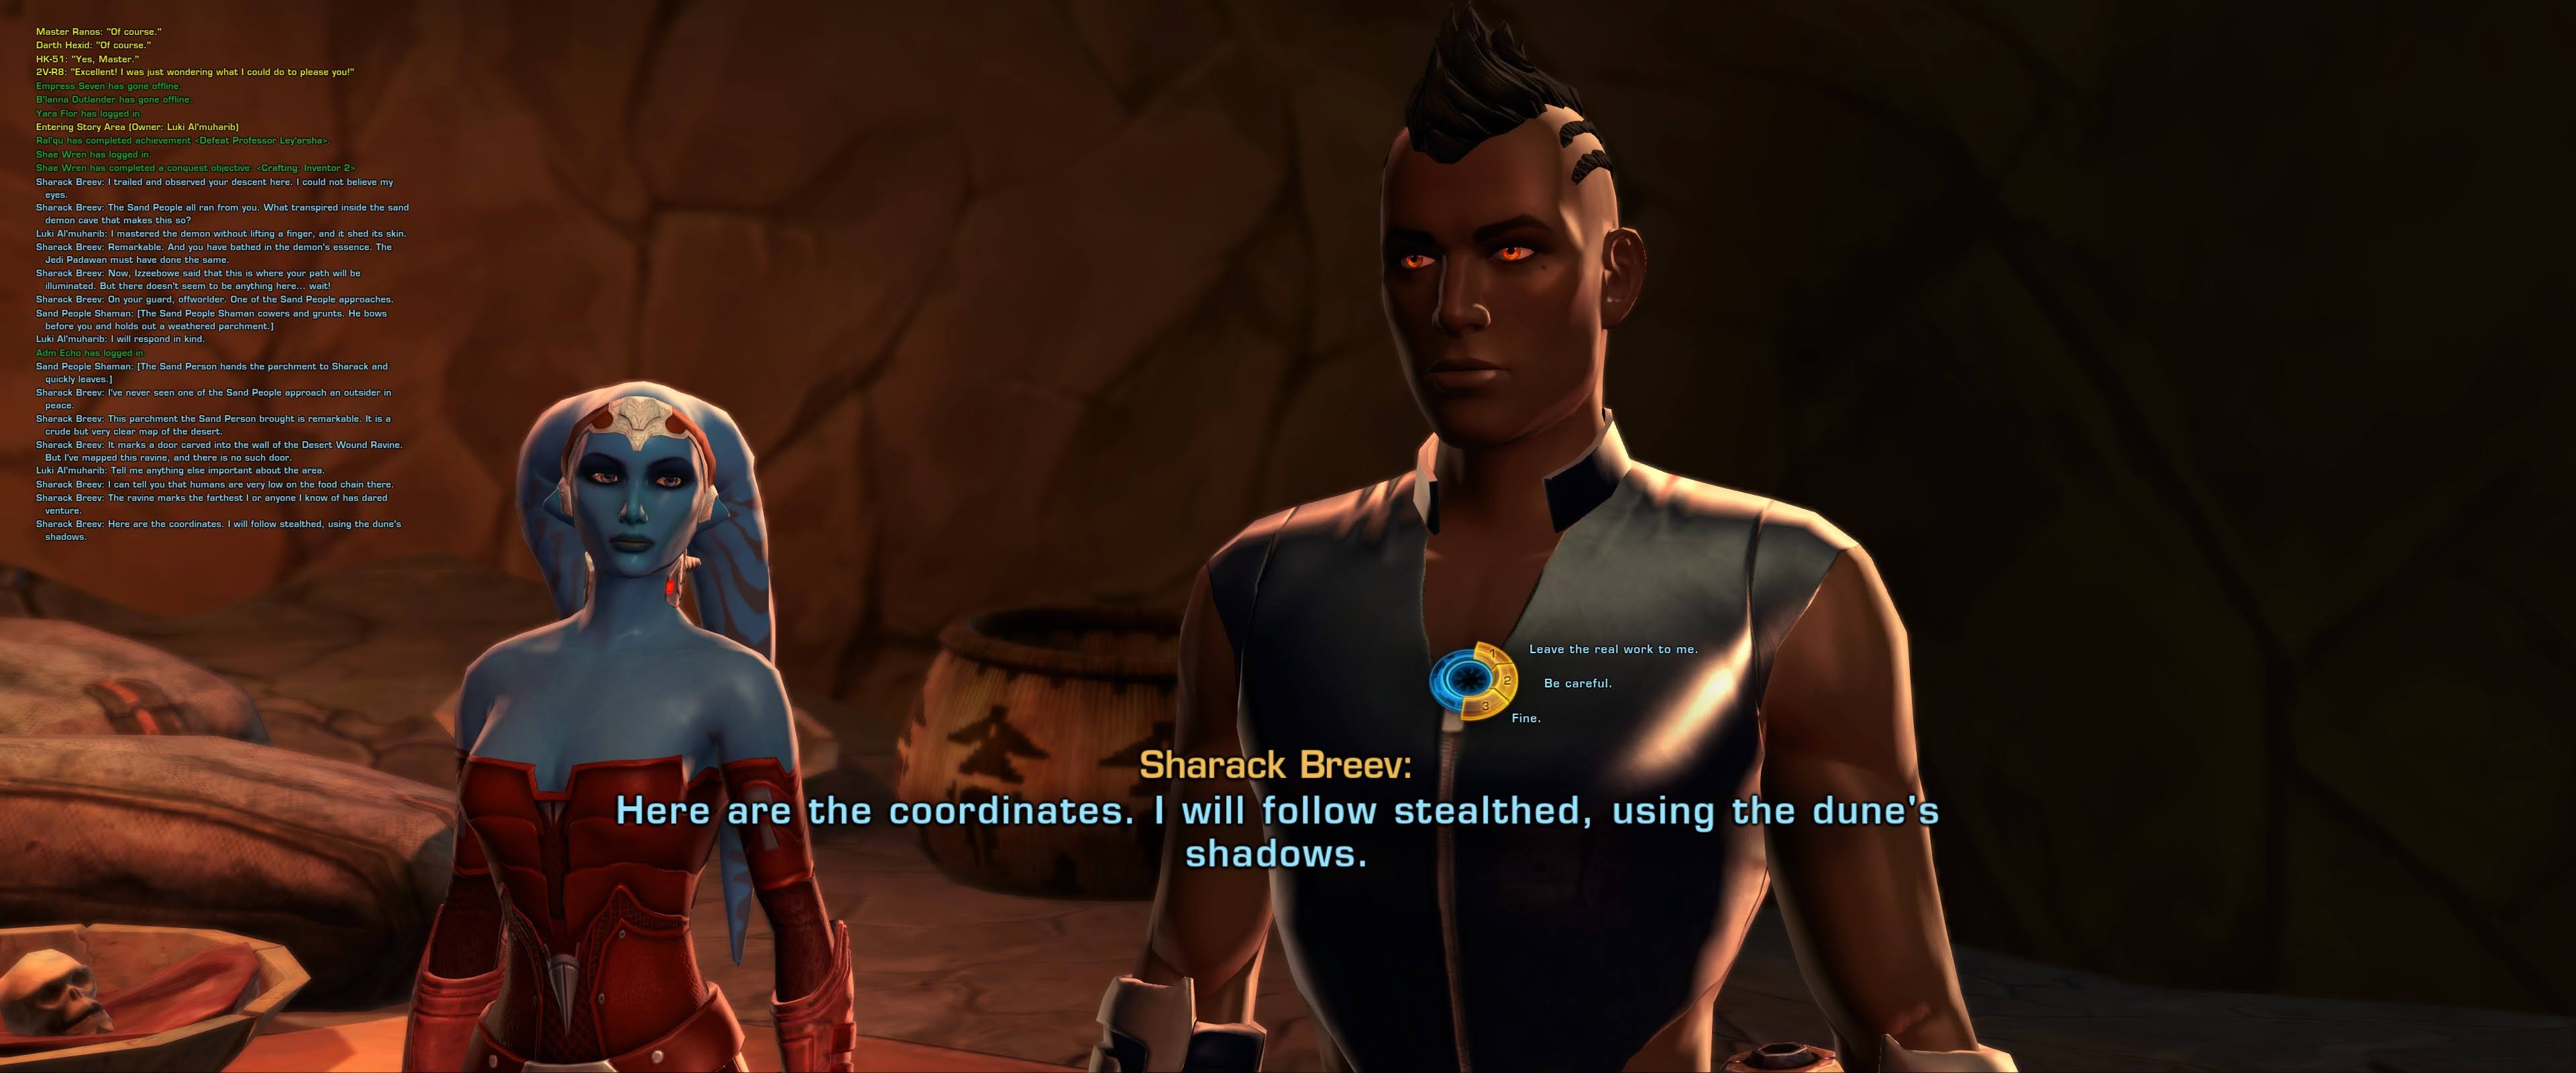 Master Ranos: "Of course."
Darth Hexid: "Of course."
HK-51: "Yes, Master."
2V-R8: "Excellent! I was just wondering what I could do to please you!"
Empress Seven has gone offline.
B'lanna Outlander has gone offline.
Yara Flor has logged in.
Entering Story Area (Owner: Luki Al'muharib)
Ral'qu has completed achievement <Defeat Professor Ley'arsha>.
Shae Wren has logged in.
Shae Wren has completed a conquest objective: <Crafting: Inventor 2>
Sharack Breev: I trailed and observed your descent here. I could not believe my
eyes.
Sharack Breev: The Sand People all ran from you. What transpired inside the sand
demon cave that makes this so?
Luki Al'muharib: I mastered the demon without lifting a finger, and it shed its skin.
Sharack Breev: Remarkable. And you have bathed in the demon's essence. The
Jedi Padawan must have done the same.
Sharack Breev: Now, Izzeebowe said that this is where your path will be
illuminated. But there doesn't seem to be anything here... wait!
Sharack Breev: On your guard, offworlder. One of the Sand People approaches.
Sand People Shaman: [The Sand People Shaman cowers and grunts. He bows
before you and holds out a weathered parchment.]
Luki Al'muharib: I will respond in kind.
Adm Echo has logged in.
Sand People Shaman: [The Sand Person hands the parchment to Sharack and
quickly leaves.]
Sharack Breev: I've never seen one of the Sand People approach an outsider in
peace.
Sharack Breev: This parchment the Sand Person brought is remarkable. It is a
crude but very clear map of the desert.
Sharack Breev: It marks a door carved into the wall of the Desert Wound Ravine.
But I've mapped this ravine, and there is no such door.
Luki Al'muharib: Tell me anything else important about the area.
Sharack Breev: I can tell you that humans are very low on the food chain there.
Sharack Breev: The ravine marks the farthest I or anyone I know of has dared
venture.
Sharack Breev: Here are the coordinates. I will follow stealthed, using the dune's
shadows.
1 Leave the real work to me.
2 Be careful.
3 Fine.
Sharack Breev:
Here are the coordinates. I will follow stealthed, using the dune's
shadows.